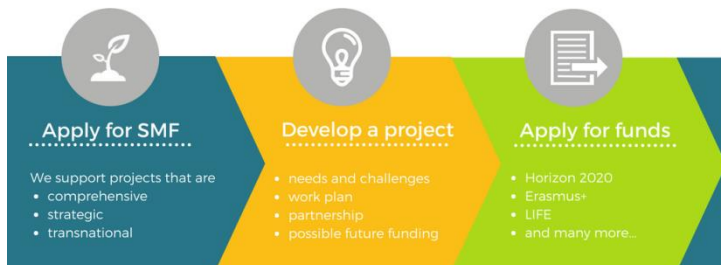 Apply for SMF
We support projects that are
• comprehensive
• strategic
• transnational
Develop a project
• needs and challenges
• work plan
• partnership
• possible future funding
Apply for funds
• Horizon 2020
• Erasmus+
• LIFE
• and many more...